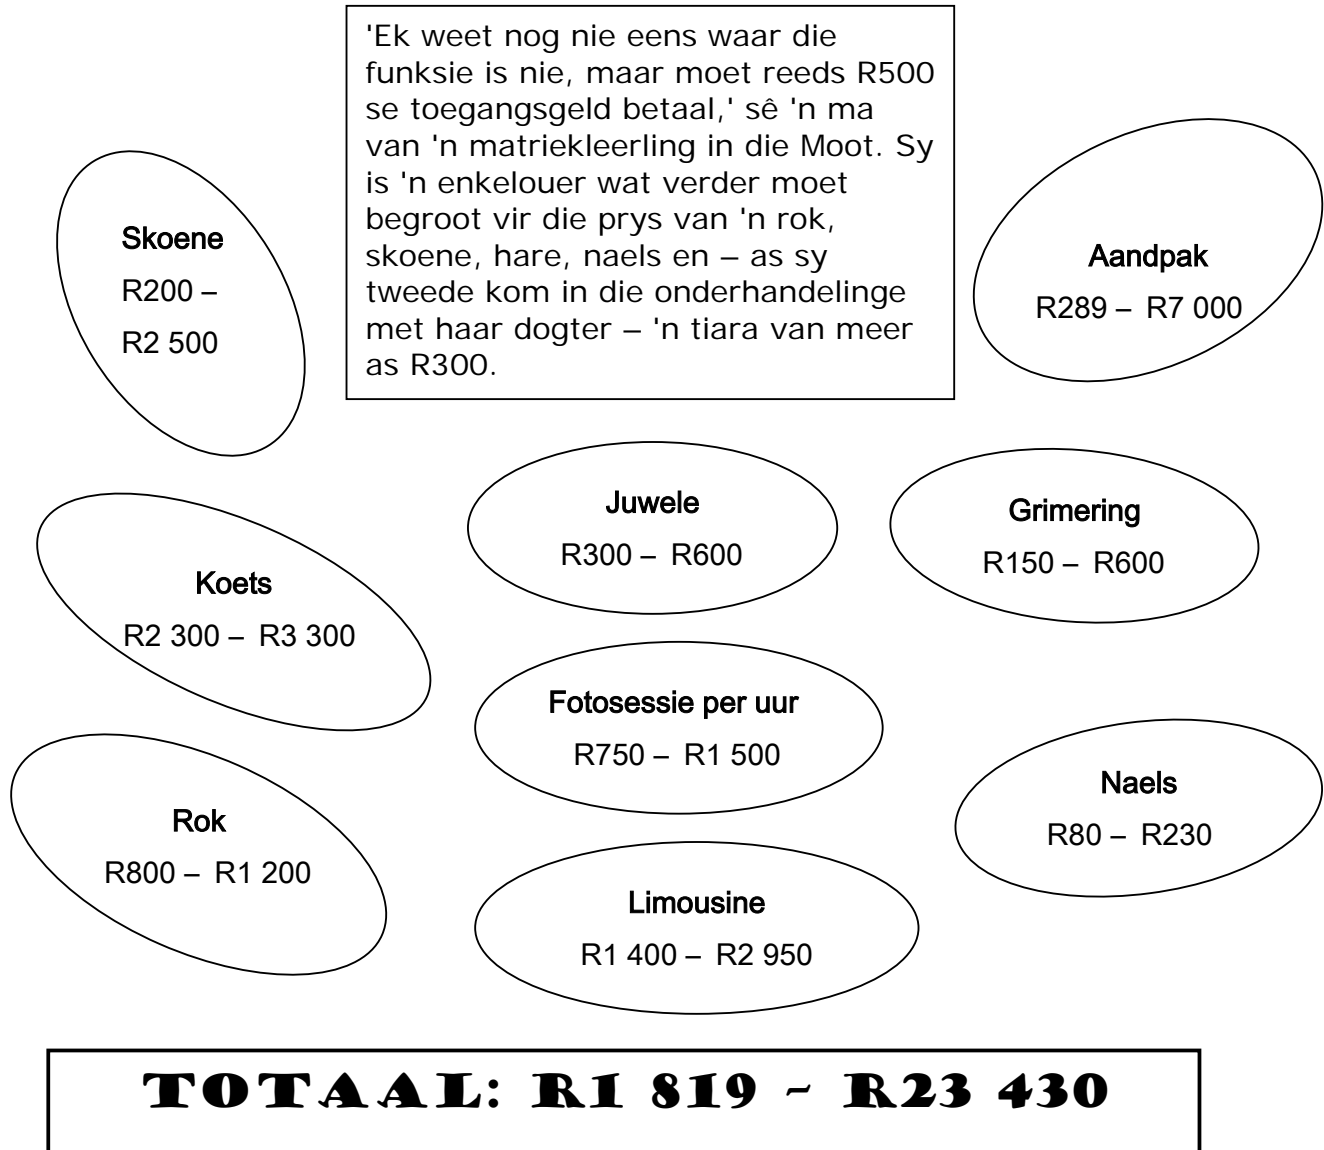 'Ek weet nog nie eens waar die
funksie is nie, maar moet reeds R500
se toegangsgeld betaal,' sê 'n ma
van 'n matriekleerling in die Moot. Sy
is 'n enkelouer wat verder moet
begroot vir die prys van 'n rok,
skoene, hare, naels en – as sy
tweede kom in die onderhandelinge
met haar dogter – 'n tiara van meer
as R300.
Skoene
R200 –
R2 500
Aandpak
R289 – R7 000
Juwele
R300 – R600
Grimering
R150 – R600
Koets
R2 300 – R3 300
Fotosessie per uur
R750 – R1 500
Naels
R80 – R230
Rok
R800 – R1 200
Limousine
R1 400 – R2 950
TOTAAL: R1 819 - R23 430